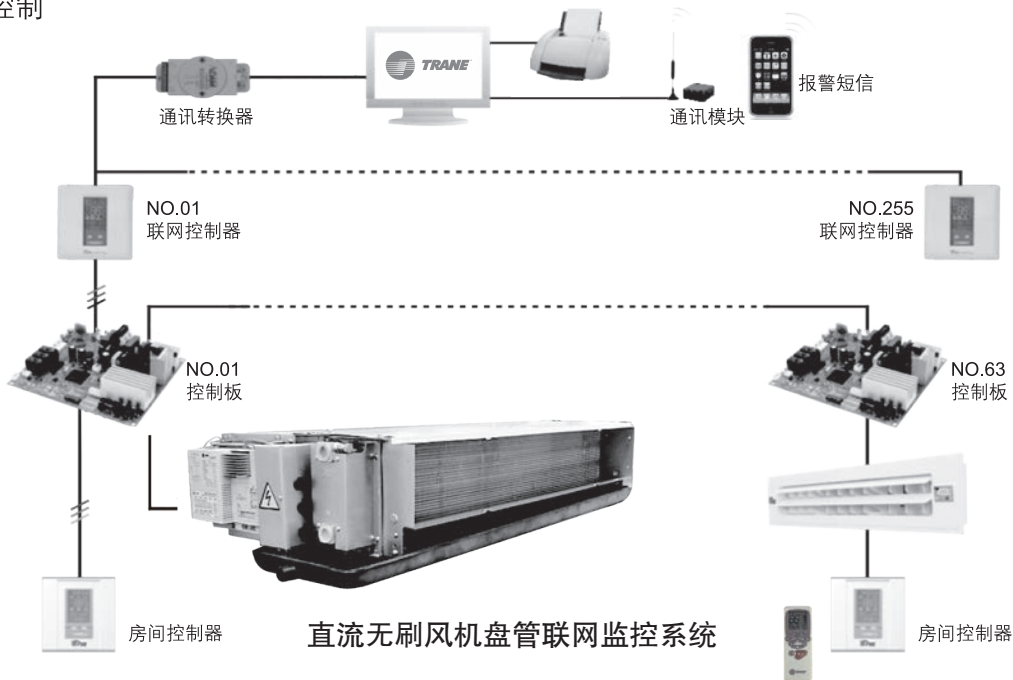 控制
TRANE
通讯转换器
通讯模块
报警短信
NO.01
联网控制器
NO.255
联网控制器
NO.01
控制板
NO.63
控制板
房间控制器
直流无刷风机盘管联网监控系统
房间控制器